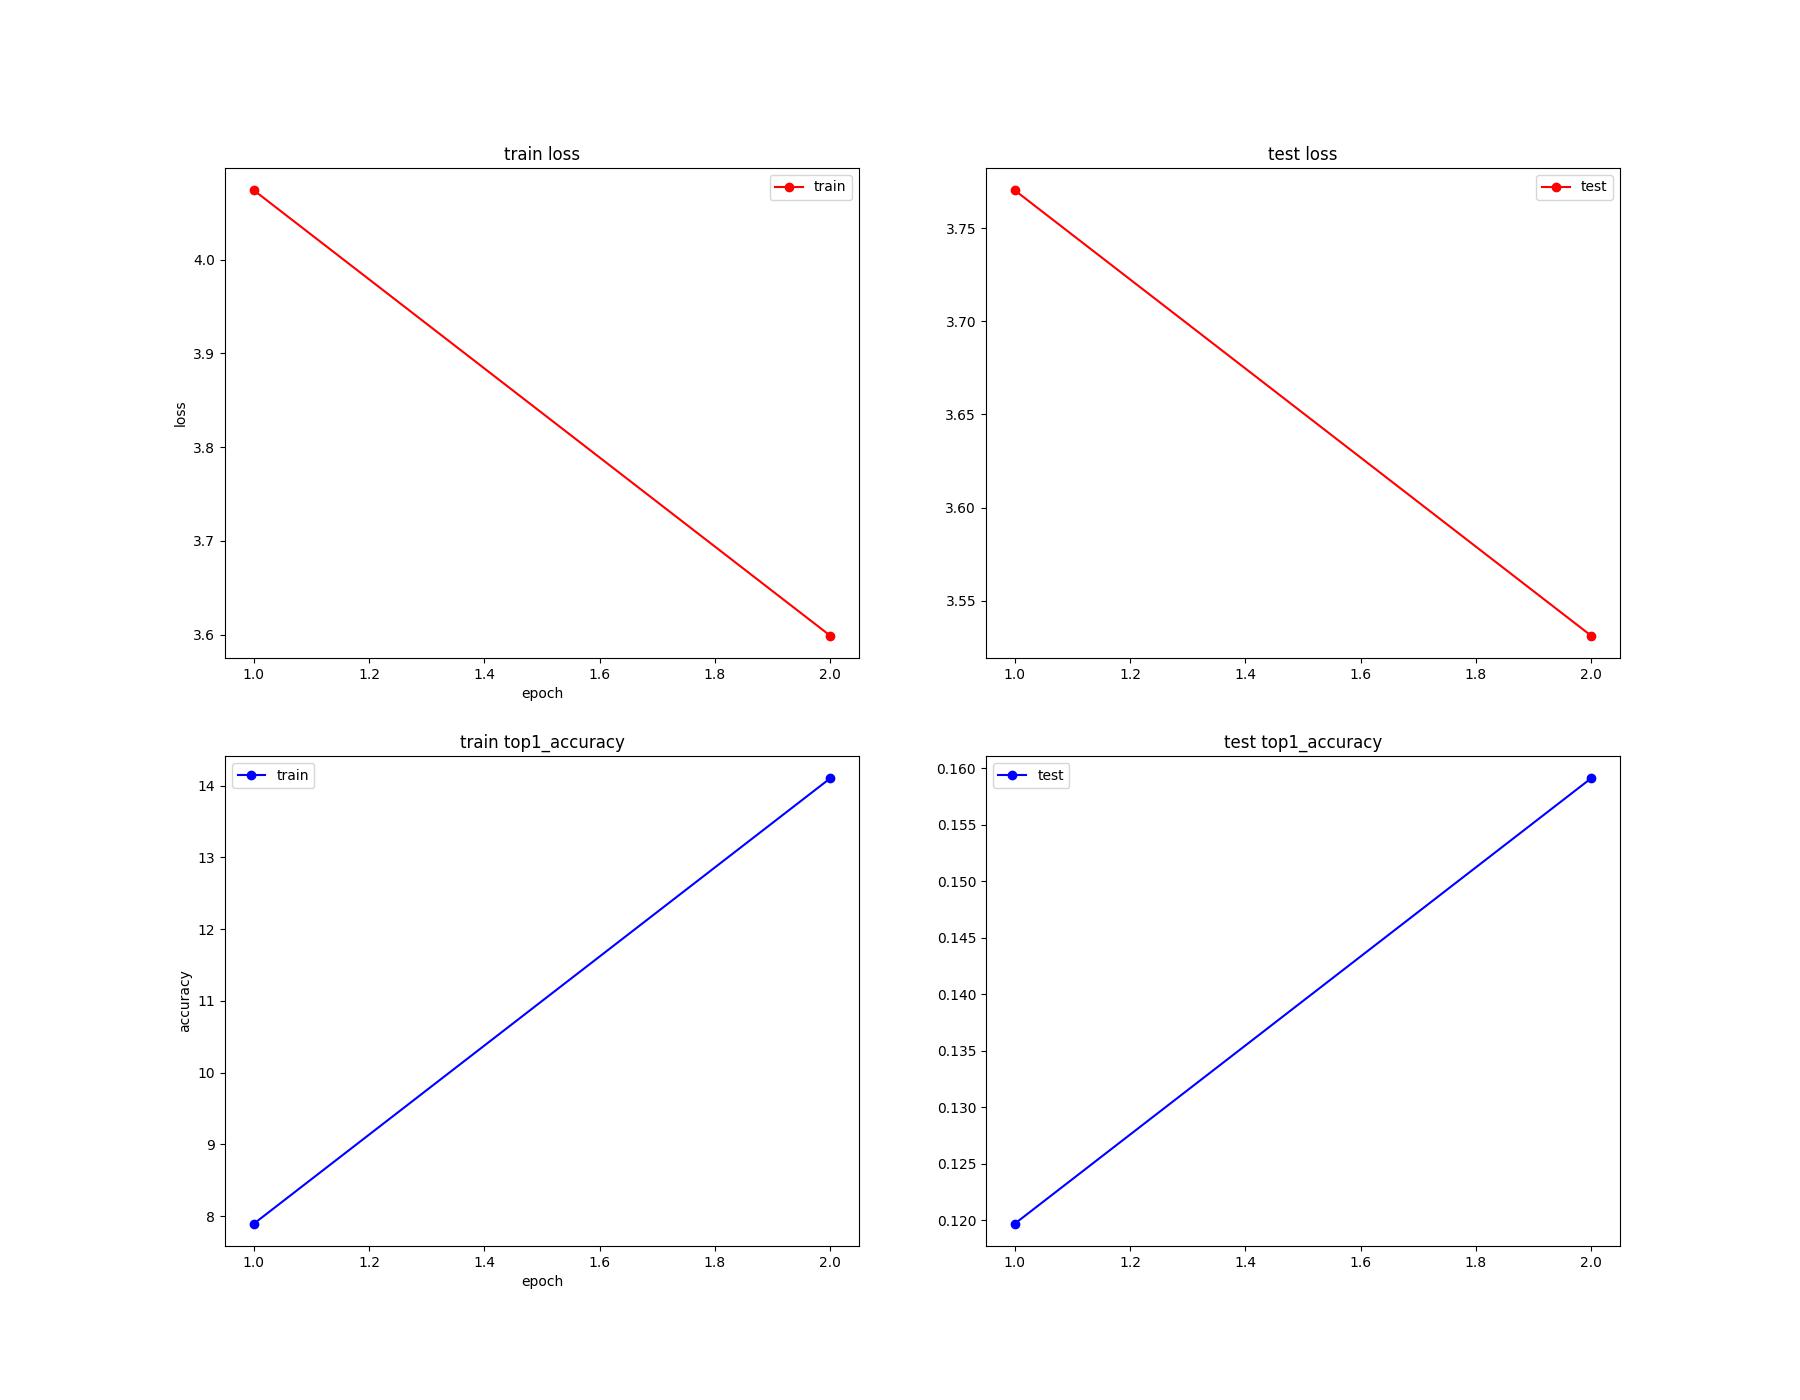 train loss
train
4.0
3.9
3.8
3.7
3.6
loss
1.0 1.2 1.4 1.6 1.8 2.0
epoch
test loss
test
3.75
3.70
3.65
3.60
3.55
1.0 1.2 1.4 1.6 1.8 2.0
train top1_accuracy
train
14
13
12
11
10
9
8
accuracy
1.0 1.2 1.4 1.6 1.8 2.0
epoch
test top1_accuracy
test
0.160
0.155
0.150
0.145
0.140
0.135
0.130
0.125
0.120
1.0 1.2 1.4 1.6 1.8 2.0